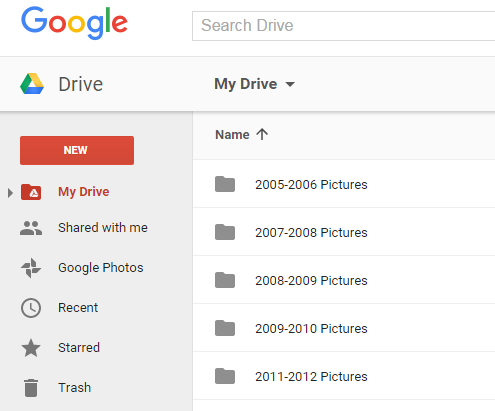 Google
Search Drive
Drive
My Drive
Name
NEW
My Drive
Shared with me
Google Photos
Recent
Starred
Trash
2005-2006 Pictures
2007-2008 Pictures
2008-2009 Pictures
2009-2010 Pictures
2011-2012 Pictures